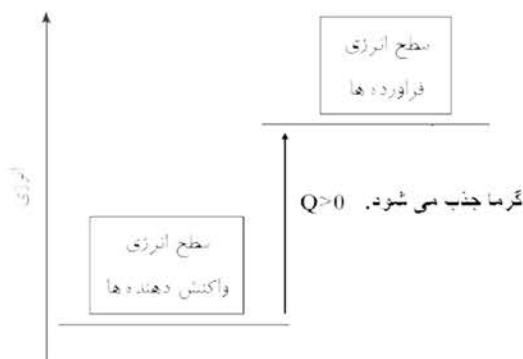 سطح انرژی
فراورده ها
انرژی
گرما جذب می شود. Q>0
سطح انرژی
واکنش دهنده ها